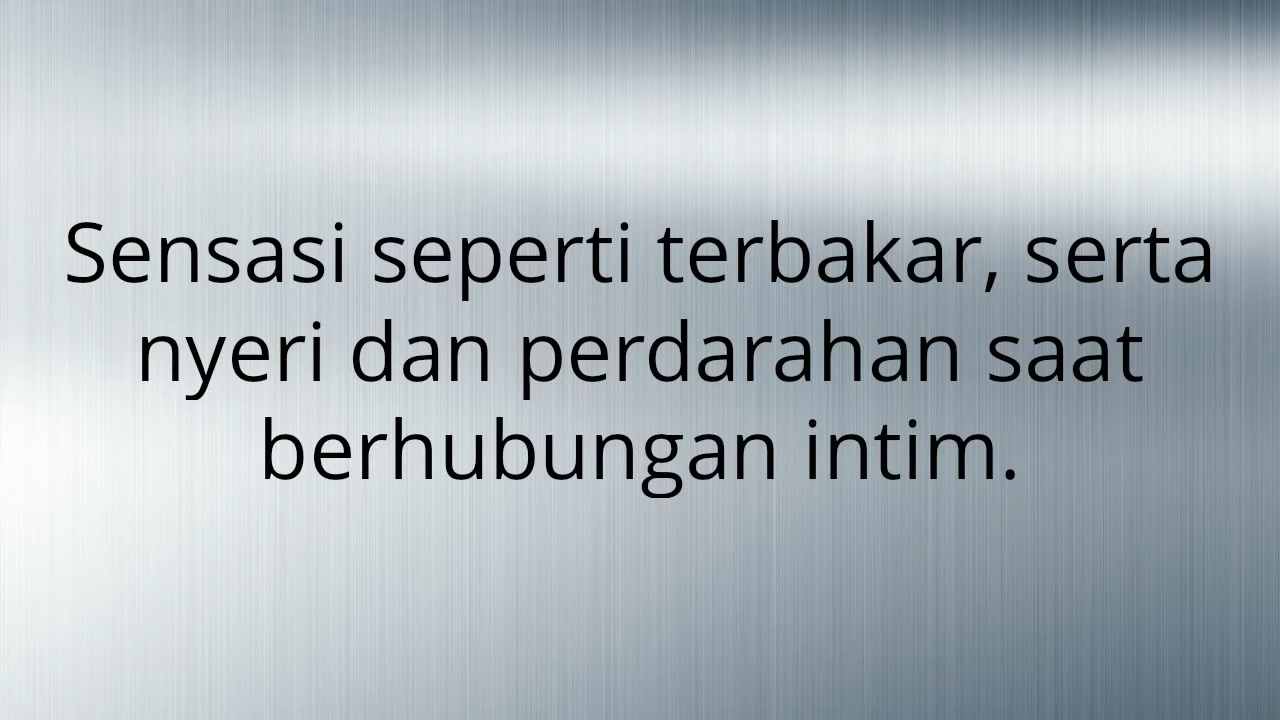 Sensasi seperti terbakar, serta
nyeri dan perdarahan saat
berhubungan intim.